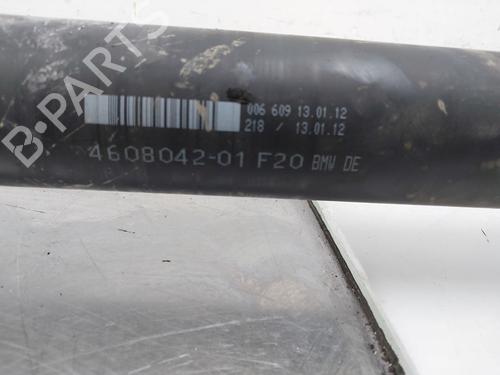 B-PARTS
006 609 13.01.12
218 / 13.01.12
4608042-01 F20 BMW DE